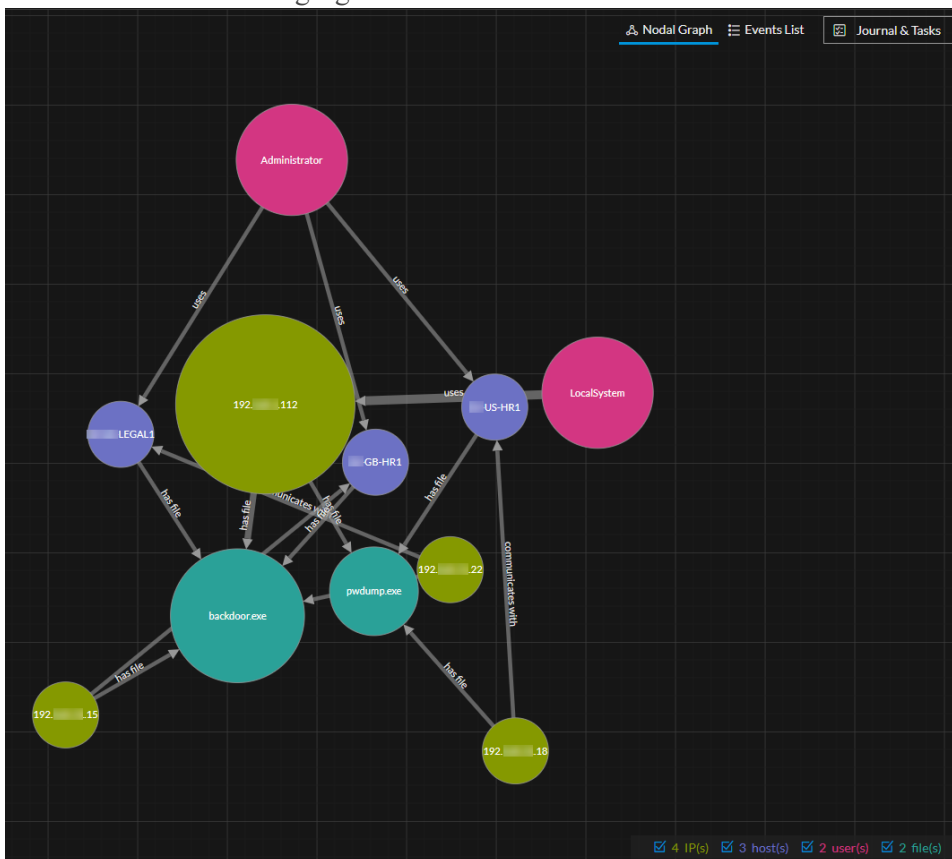 Nodal Graph Events List Journal & Tasks
Administrator
uses
uses
uses
192. .112
uses
US-HR1
LocalSystem
LEGAL1
-GB-HR1
has file
has file
has file
has file
has file
communicates with
192. .22
pwdump.exe
backdoor.exe
has file
has file
192. .15
192. .18
4 IP(s) 3 host(s) 2 user(s) 2 file(s)